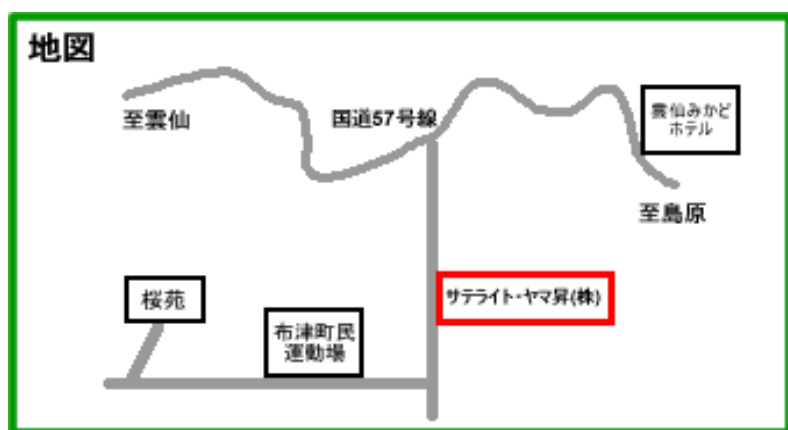 地図
至雲仙
国道57号線
雲仙みかど
ホテル
至島原
サテライト・ヤマ昇(株)
桜苑
布津町民
運動場